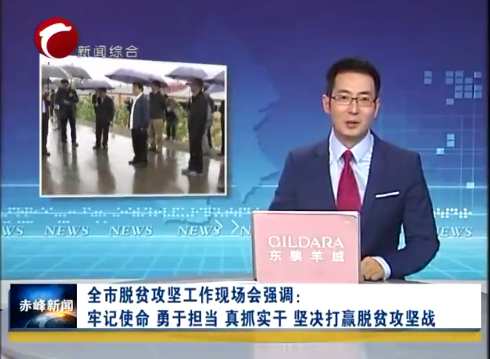 新闻综合
NEWS NEWS NEWS NEWS
GILDARA
东黎羊绒
赤峰新闻
全市脱贫攻坚工作现场会强调：
牢记使命 勇于担当 真抓实干 坚决打赢脱贫攻坚战